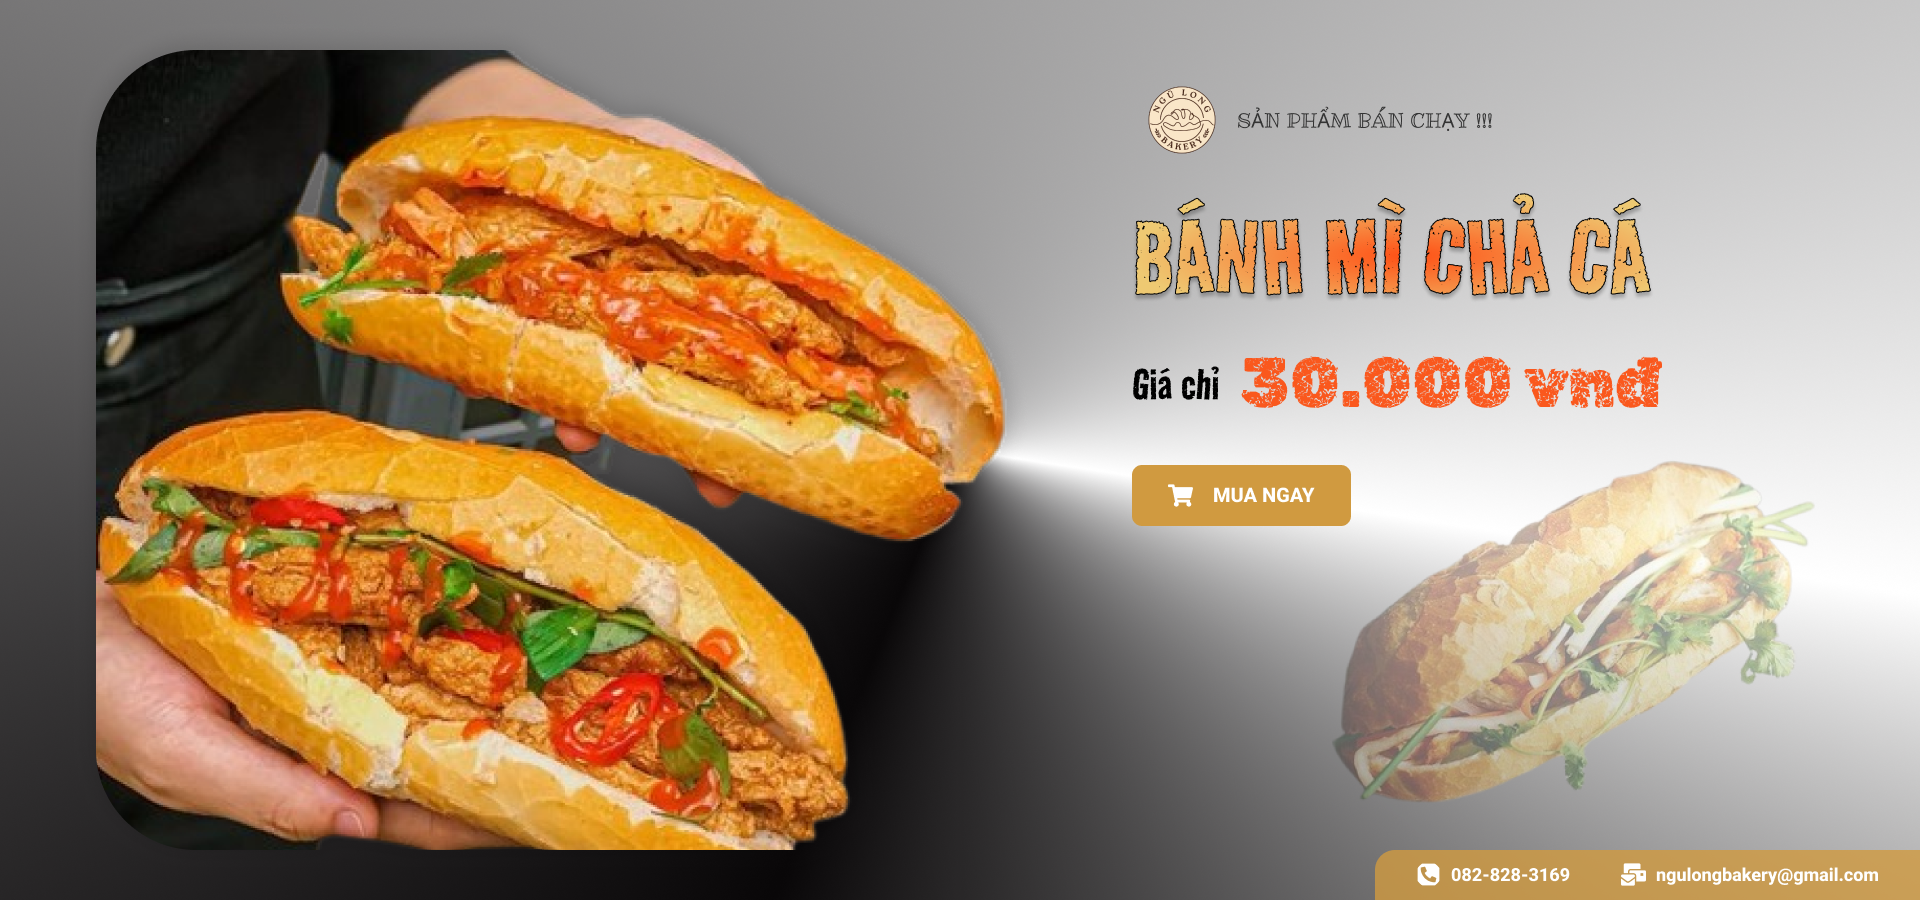 NGŨ LONG
BAKERY
SẢN PHẨM BÁN CHẠY !!!
BÁNH MÌ CHẢ CÁ
Giá chỉ 30.000 vnđ
MUA NGAY
082-828-3169 ngulongbakery@gmail.com